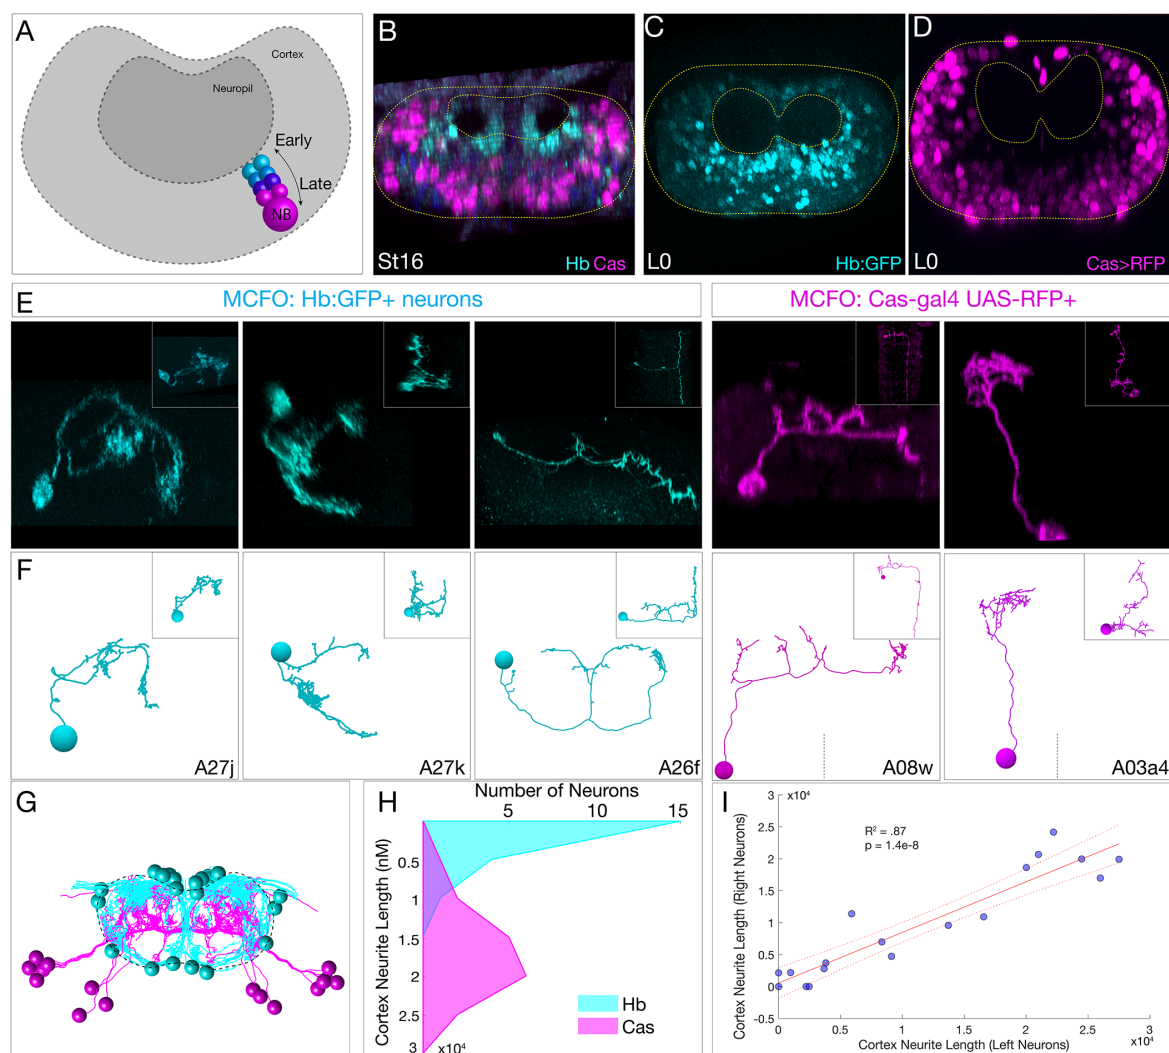 A
Cortex
Neuropil
Early
Late
NB
B
St16
Hb Cas
C
L0
Hb:GFP
D
L0
Cas>RFP
E
MCFO: Hb:GFP+ neurons
MCFO: Cas-gal4 UAS-RFP+
F
A27j
A27k
A26f
A08w
A03a4
G
H
Number of Neurons
5
10
15
Cortex Neurite Length (nM)
0.5
1
1.5
2
2.5
3
x10⁴
Hb
Cas
I
x10⁴
R² = .87
p = 1.4e-8
Cortex Neurite Length (Right Neurons)
3
2.5
2
1.5
1
0.5
0
-0.5
0
0.5
1
1.5
2
2.5
3
Cortex Neurite Length (Left Neurons)
x10⁴